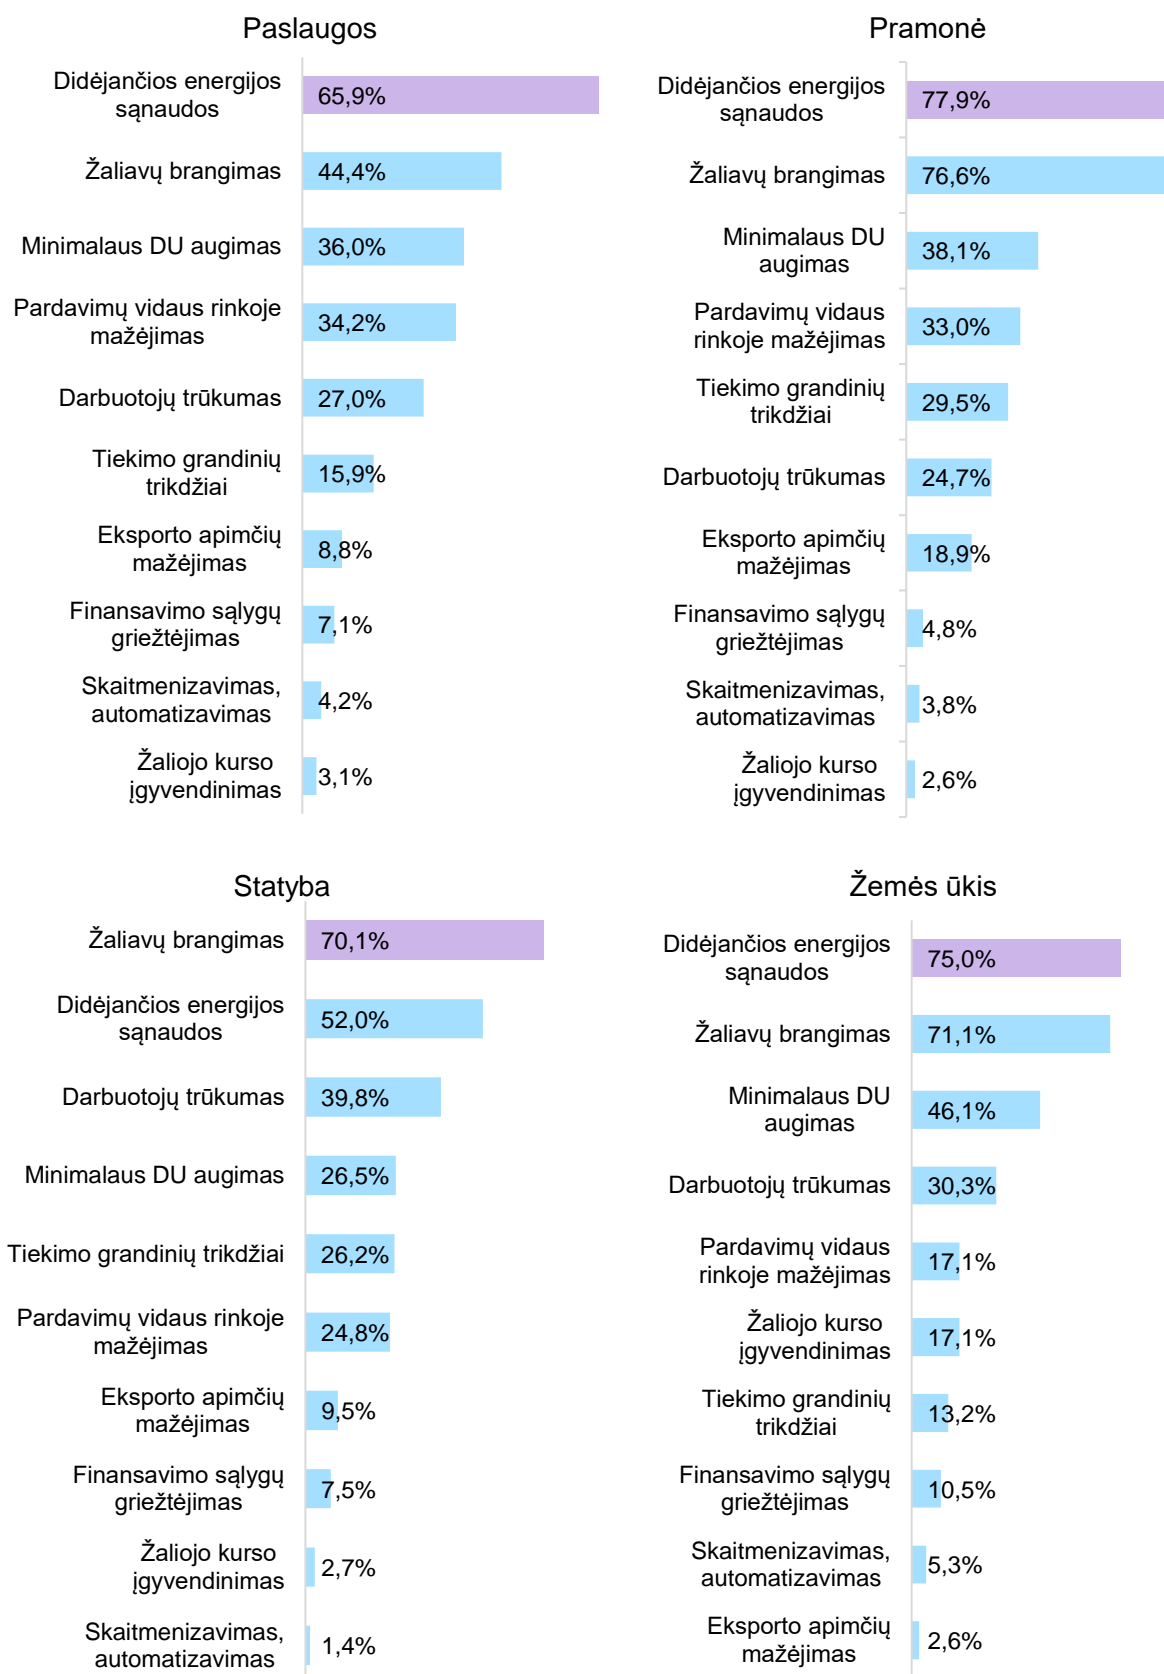 Paslaugos
Didėjančios energijos
sąnaudos
65,9%
Žaliavų brangimas
44,4%
Minimalaus DU augimas
36,0%
Pardavimų vidaus rinkoje
mažėjimas
34,2%
Darbuotojų trūkumas
27,0%
Tiekimo grandinių
trikdžiai
15,9%
Eksporto apimčių
mažėjimas
8,8%
Finansavimo sąlygų
griežtėjimas
7,1%
Skaitmenizavimas,
automatizavimas
4,2%
Žaliojo kurso
įgyvendinimas
3,1%
Pramonė
Didėjančios energijos
sąnaudos
77,9%
Žaliavų brangimas
76,6%
Minimalaus DU
augimas
38,1%
Pardavimų vidaus
rinkoje mažėjimas
33,0%
Tiekimo grandinių
trikdžiai
29,5%
Darbuotojų trūkumas
24,7%
Eksporto apimčių
mažėjimas
18,9%
Finansavimo sąlygų
griežtėjimas
4,8%
Skaitmenizavimas,
automatizavimas
3,8%
Žaliojo kurso
įgyvendinimas
2,6%
Statyba
Žaliavų brangimas
70,1%
Didėjančios energijos
sąnaudos
52,0%
Darbuotojų trūkumas
39,8%
Minimalaus DU augimas
26,5%
Tiekimo grandinių trikdžiai
26,2%
Pardavimų vidaus rinkoje
mažėjimas
24,8%
Eksporto apimčių
mažėjimas
9,5%
Finansavimo sąlygų
griežtėjimas
7,5%
Žaliojo kurso
įgyvendinimas
2,7%
Skaitmenizavimas,
automatizavimas
1,4%
Žemės ūkis
Didėjančios energijos
sąnaudos
75,0%
Žaliavų brangimas
71,1%
Minimalaus DU
augimas
46,1%
Darbuotojų trūkumas
30,3%
Pardavimų vidaus
rinkoje mažėjimas
17,1%
Žaliojo kurso
įgyvendinimas
17,1%
Tiekimo grandinių
trikdžiai
13,2%
Finansavimo sąlygų
griežtėjimas
10,5%
Skaitmenizavimas,
automatizavimas
5,3%
Eksporto apimčių
mažėjimas
2,6%